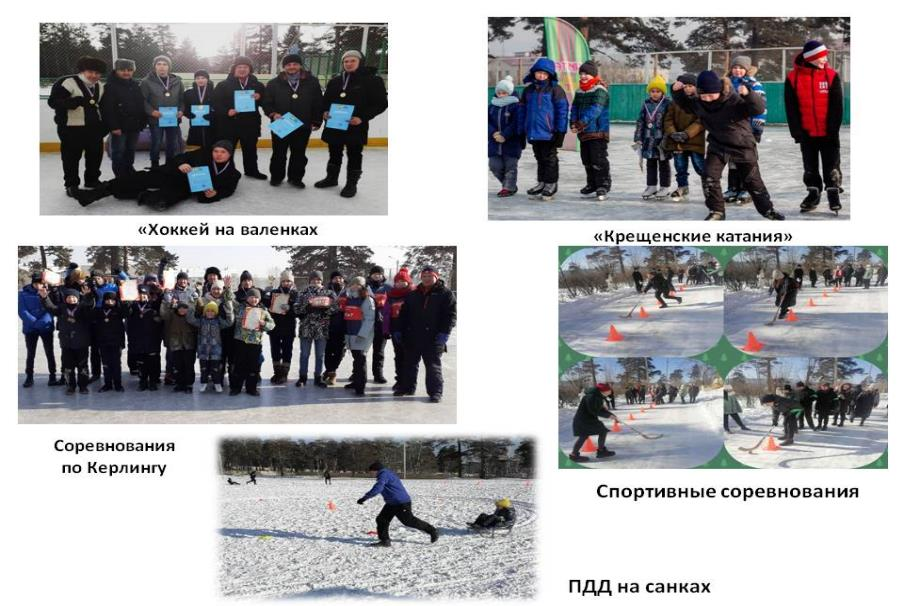 «Хоккей на валенках
«Крещенские катания»
Соревнования
по Керлингу
Спортивные соревнования
ПДД на санках